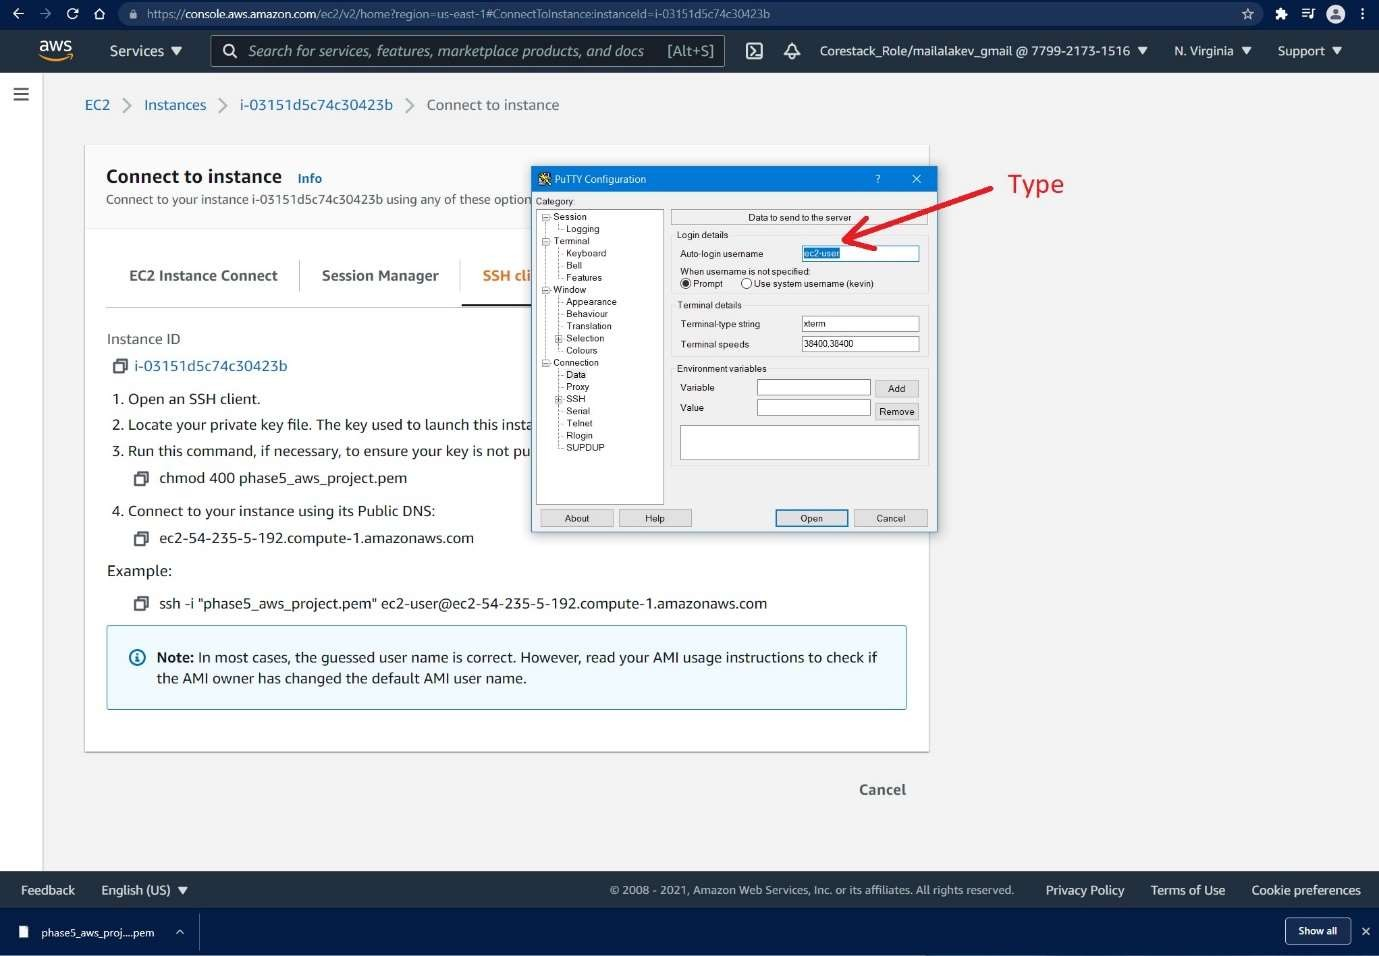 https://console.aws.amazon.com/ec2/v2/home?region=us-east-1#ConnectToInstance:instanceId=i-03151d5c74c30423b
aws
Services
Search for services, features, marketplace products, and docs [Alt+S]
Corestack_Role/mailalakev_gmail @ 7799-2173-1516
N. Virginia
Support
EC2 > Instances > i-03151d5c74c30423b > Connect to instance
Connect to instance Info
Connect to your instance i-03151d5c74c30423b using any of these option
EC2 Instance Connect
Session Manager
SSH cli
Instance ID
i-03151d5c74c30423b
1. Open an SSH client.
2. Locate your private key file. The key used to launch this insta
3. Run this command, if necessary, to ensure your key is not pu
chmod 400 phase5_aws_project.pem
4. Connect to your instance using its Public DNS:
ec2-54-235-5-192.compute-1.amazonaws.com
Example:
ssh -i "phase5_aws_project.pem" ec2-user@ec2-54-235-5-192.compute-1.amazonaws.com
Note: In most cases, the guessed user name is correct. However, read your AMI usage instructions to check if
the AMI owner has changed the default AMI user name.
Cancel
PuTTY Configuration
?
Category:
Session
Logging
Terminal
Keyboard
Bell
Features
Window
Appearance
Behaviour
Translation
Selection
Colours
Connection
Data
Proxy
SSH
Serial
Telnet
Rlogin
SUPDUP
Data to send to the server
Login details
Auto-login username
ec2-user
When username is not specified:
Prompt
Use system username (kevin)
Terminal details
Terminal-type string
xterm
Terminal speeds
38400,38400
Environment variables
Variable
Add
Value
Remove
About
Help
Open
Cancel
Type
Feedback
English (US)
© 2008 - 2021, Amazon Web Services, Inc. or its affiliates. All rights reserved.
Privacy Policy
Terms of Use
Cookie preferences
phase5_aws_proj....pem
Show all